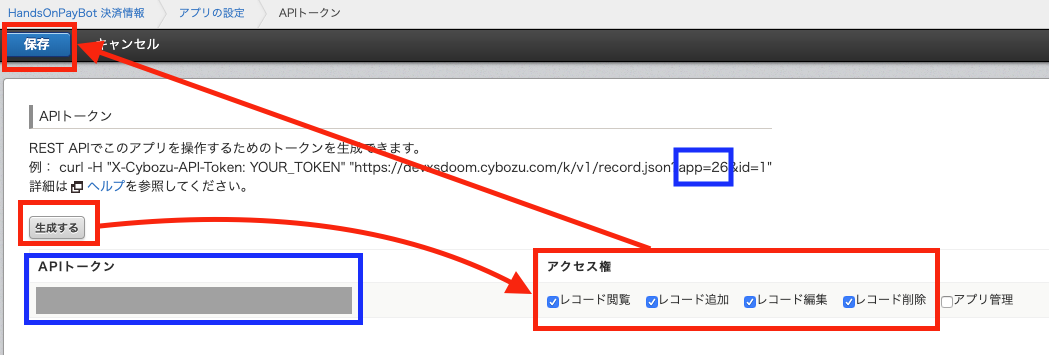 HandsOnPayBot 決済情報 アプリの設定 APIトークン
保存 キャンセル
APIトークン
REST APIでこのアプリを操作するためのトークンを生成できます。
例： curl -H "X-Cybozu-API-Token: YOUR_TOKEN" "https://devxsdoom.cybozu.com/k/v1/record.json?app=26&id=1"
詳細は ヘルプを参照してください。
生成する
APIトークン アクセス権
レコード閲覧 レコード追加 レコード編集 レコード削除 アプリ管理